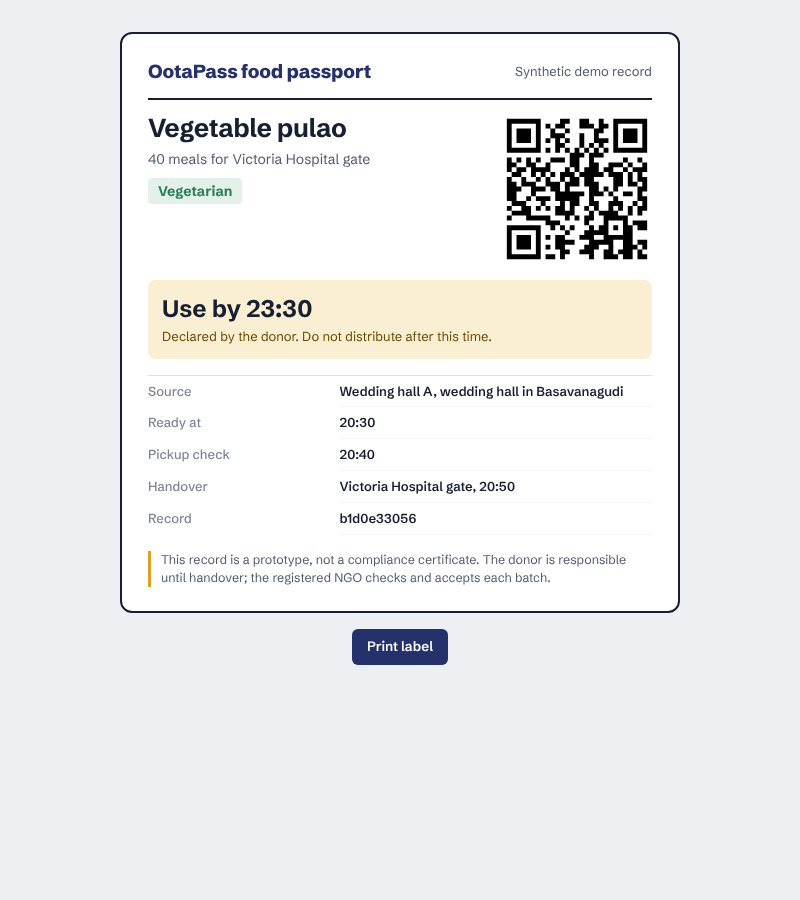 OotaPass food passport
Synthetic demo record
Vegetable pulao
40 meals for Victoria Hospital gate
Vegetarian
Use by 23:30
Declared by the donor. Do not distribute after this time.
Source Wedding hall A, wedding hall in Basavanagudi
Ready at 20:30
Pickup check 20:40
Handover Victoria Hospital gate, 20:50
Record b1d0e33056
This record is a prototype, not a compliance certificate. The donor is responsible
until handover; the registered NGO checks and accepts each batch.
Print label